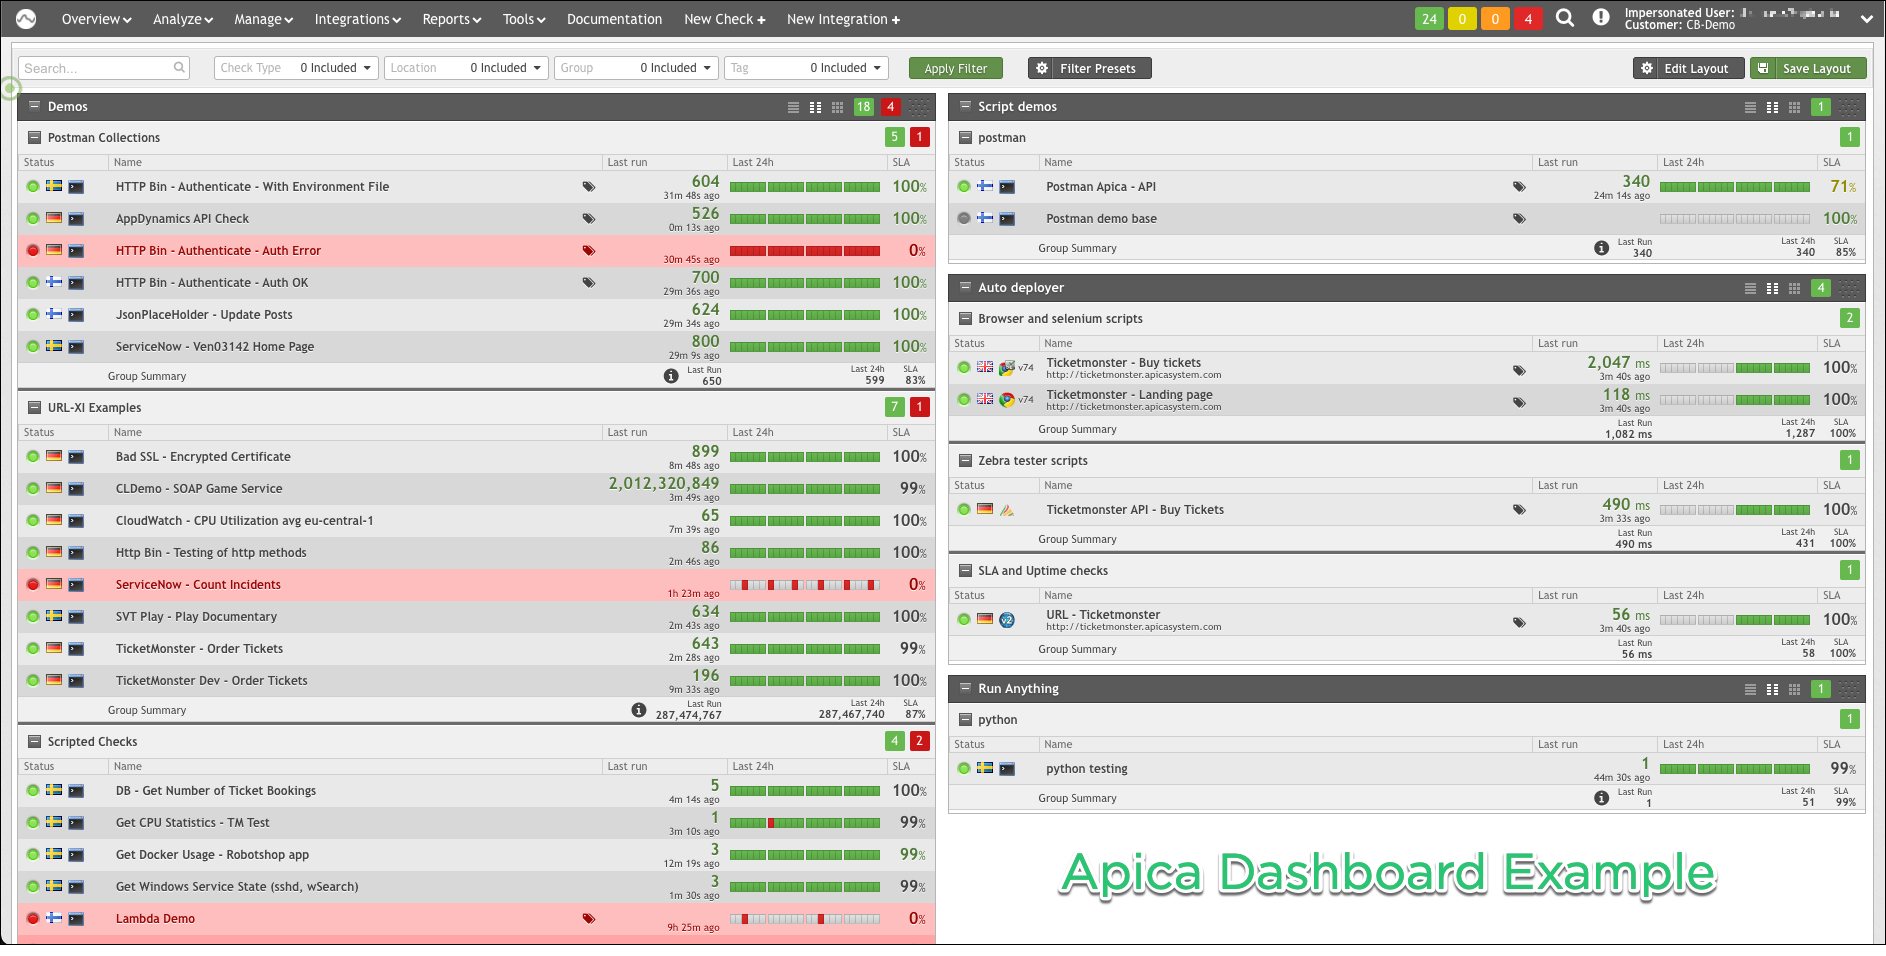 Overview Analyze Manage Integrations Reports Tools Documentation New Check + New Integration + 24 0 0 4 Impersonated User:
Customer: CB-Demo
Search... Check Type 0 Included Location 0 Included Group 0 Included Tag 0 Included Apply Filter Filter Presets Edit Layout Save Layout
Demos 18 4
Postman Collections 5 1
Status Name Last run Last 24h SLA
HTTP Bin - Authenticate - With Environment File 604 100%
31m 48s ago
AppDynamics API Check 526 100%
0m 13s ago
HTTP Bin - Authenticate - Auth Error 0%
30m 45s ago
HTTP Bin - Authenticate - Auth OK 700 100%
29m 36s ago
JsonPlaceHolder - Update Posts 624 100%
29m 34s ago
ServiceNow - Ven03142 Home Page 800 100%
29m 9s ago
Group Summary Last Run Last 24h SLA
650 599 83%
URL-XI Examples 7 1
Status Name Last run Last 24h SLA
Bad SSL - Encrypted Certificate 899 100%
8m 48s ago
CLDemo - SOAP Game Service 2,012,320,849 99%
3m 49s ago
CloudWatch - CPU Utilization avg eu-central-1 65 100%
7m 39s ago
Http Bin - Testing of http methods 86 100%
2m 46s ago
ServiceNow - Count Incidents 0%
1h 23m ago
SVT Play - Play Documentary 634 100%
2m 43s ago
TicketMonster - Order Tickets 643 99%
2m 28s ago
TicketMonster Dev - Order Tickets 196 100%
9m 33s ago
Group Summary Last Run Last 24h SLA
287,474,767 287,467,740 87%
Scripted Checks 4 2
Status Name Last run Last 24h SLA
DB - Get Number of Ticket Bookings 5 100%
4m 14s ago
Get CPU Statistics - TM Test 1 99%
3m 10s ago
Get Docker Usage - Robotshop app 3 99%
12m 19s ago
Get Windows Service State (sshd, wSearch) 3 99%
1m 30s ago
Lambda Demo 0%
9h 25m ago
Script demos 1
postman 1
Status Name Last run Last 24h SLA
Postman Apica - API 340 71%
24m 14s ago
Postman demo base 100%
Group Summary Last Run Last 24h SLA
340 340 85%
Auto deployer 4
Browser and selenium scripts 2
Status Name Last run Last 24h SLA
v74 Ticketmonster - Buy tickets 2,047 ms 100%
http://ticketmonster.apicasystem.com 3m 40s ago
v74 Ticketmonster - Landing page 118 ms 100%
http://ticketmonster.apicasystem.com 3m 40s ago
Group Summary Last Run Last 24h SLA
1,082 ms 1,287 100%
Zebra tester scripts 1
Status Name Last run Last 24h SLA
Ticketmonster API - Buy Tickets 490 ms 100%
3m 33s ago
Group Summary Last Run Last 24h SLA
490 ms 431 100%
SLA and Uptime checks 1
Status Name Last run Last 24h SLA
v2 URL - Ticketmonster 56 ms 100%
http://ticketmonster.apicasystem.com 3m 40s ago
Group Summary Last Run Last 24h SLA
56 ms 58 100%
Run Anything 1
python 1
Status Name Last run Last 24h SLA
python testing 1 99%
44m 30s ago
Group Summary Last Run Last 24h SLA
1 51 99%
Apica Dashboard Example